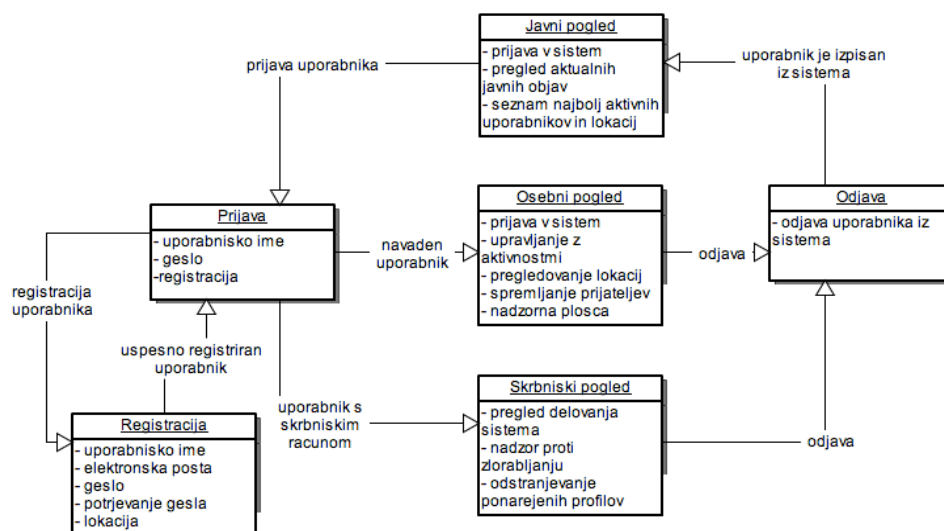 Javni pogled
- prijava v sistem
- pregled aktualnih
javnih objav
- seznam najbolj aktivnih
uporabnikov in lokacij
prijava uporabnika
uporabnik je izpisan
iz sistema
Prijava
- uporabnisko ime
- geslo
-registracija
navaden
uporabnik
Osebni pogled
- prijava v sistem
- upravljanje z
aktivnostmi
- pregledovanje lokacij
- spremljanje prijateljev
- nadzorna plosca
odjava
Odjava
- odjava uporabnika iz
sistema
registracija
uporabnika
uspesno registriran
uporabnik
uporabnik s
skrbniskim
racunom
Skrbniski pogled
- pregled delovanja
sistema
- nadzor proti
zlorabljanju
- odstranjevanje
ponarejenih profilov
odjava
Registracija
- uporabnisko ime
- elektronska posta
- geslo
- potrjevanje gesla
- lokacija